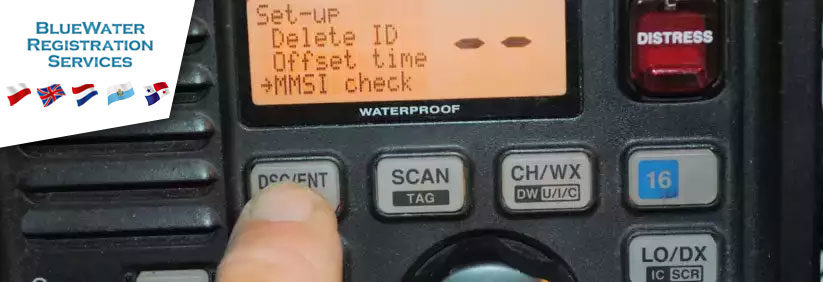 BLUEWATER
REGISTRATION
SERVICES
Set-up
Delete ID
Offset time
→MMSI check
-- 
WATERPROOF
DISTRESS
DSC/ENT
SCAN
TAG
CH/WX
DW U/I/C
16
LO/DX
IC SCR